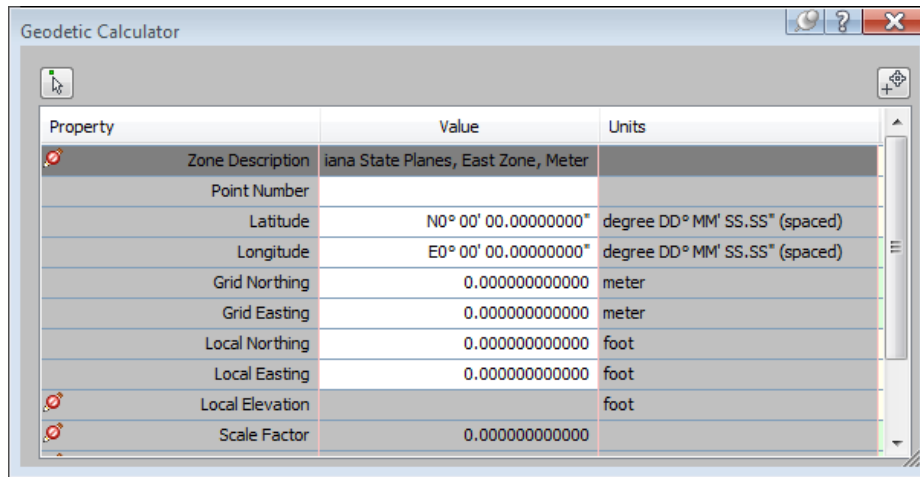 Geodetic Calculator
Property Value Units
Zone Description iana State Planes, East Zone, Meter
Point Number
Latitude N0° 00' 00.00000000" degree DD° MM' SS.SS" (spaced)
Longitude E0° 00' 00.00000000" degree DD° MM' SS.SS" (spaced)
Grid Northing 0.000000000000 meter
Grid Easting 0.000000000000 meter
Local Northing 0.000000000000 foot
Local Easting 0.000000000000 foot
Local Elevation foot
Scale Factor 0.000000000000